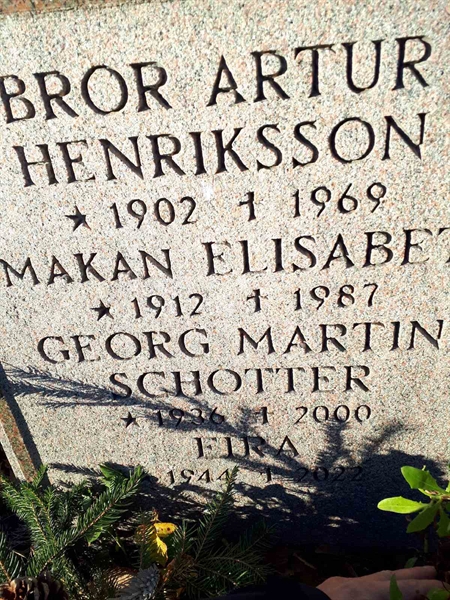 BROR ARTUR
HENRIKSSON
★ 1902 † 1969
MAKAN ELISABET
★ 1912 † 1987
GEORG MARTIN
SCHOTTER
★ 1936 † 2000
EIRA
★ 1944 † 2022